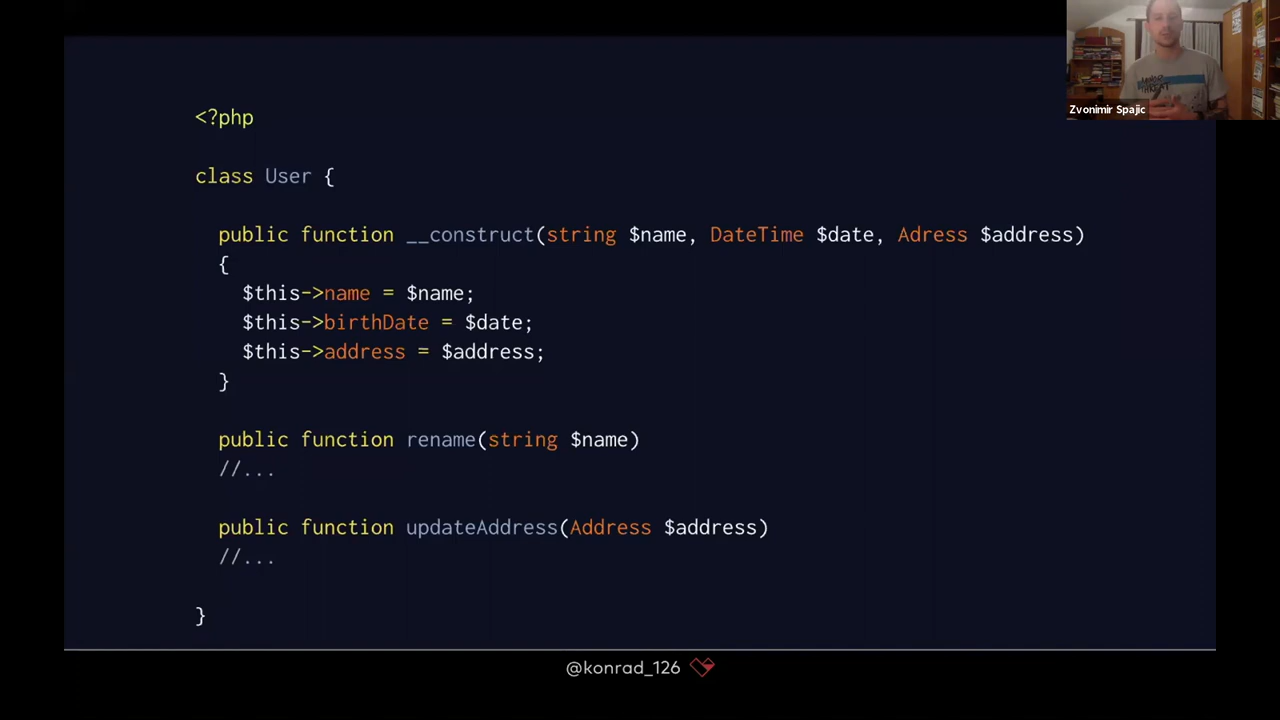 <?php
class User {
public function __construct(string $name, DateTime $date, Adress $address)
{
$this->name = $name;
$this->birthDate = $date;
$this->address = $address;
}
public function rename(string $name)
//...
public function updateAddress(Address $address)
//...
}
@konrad_126
Zvonimir Spajic